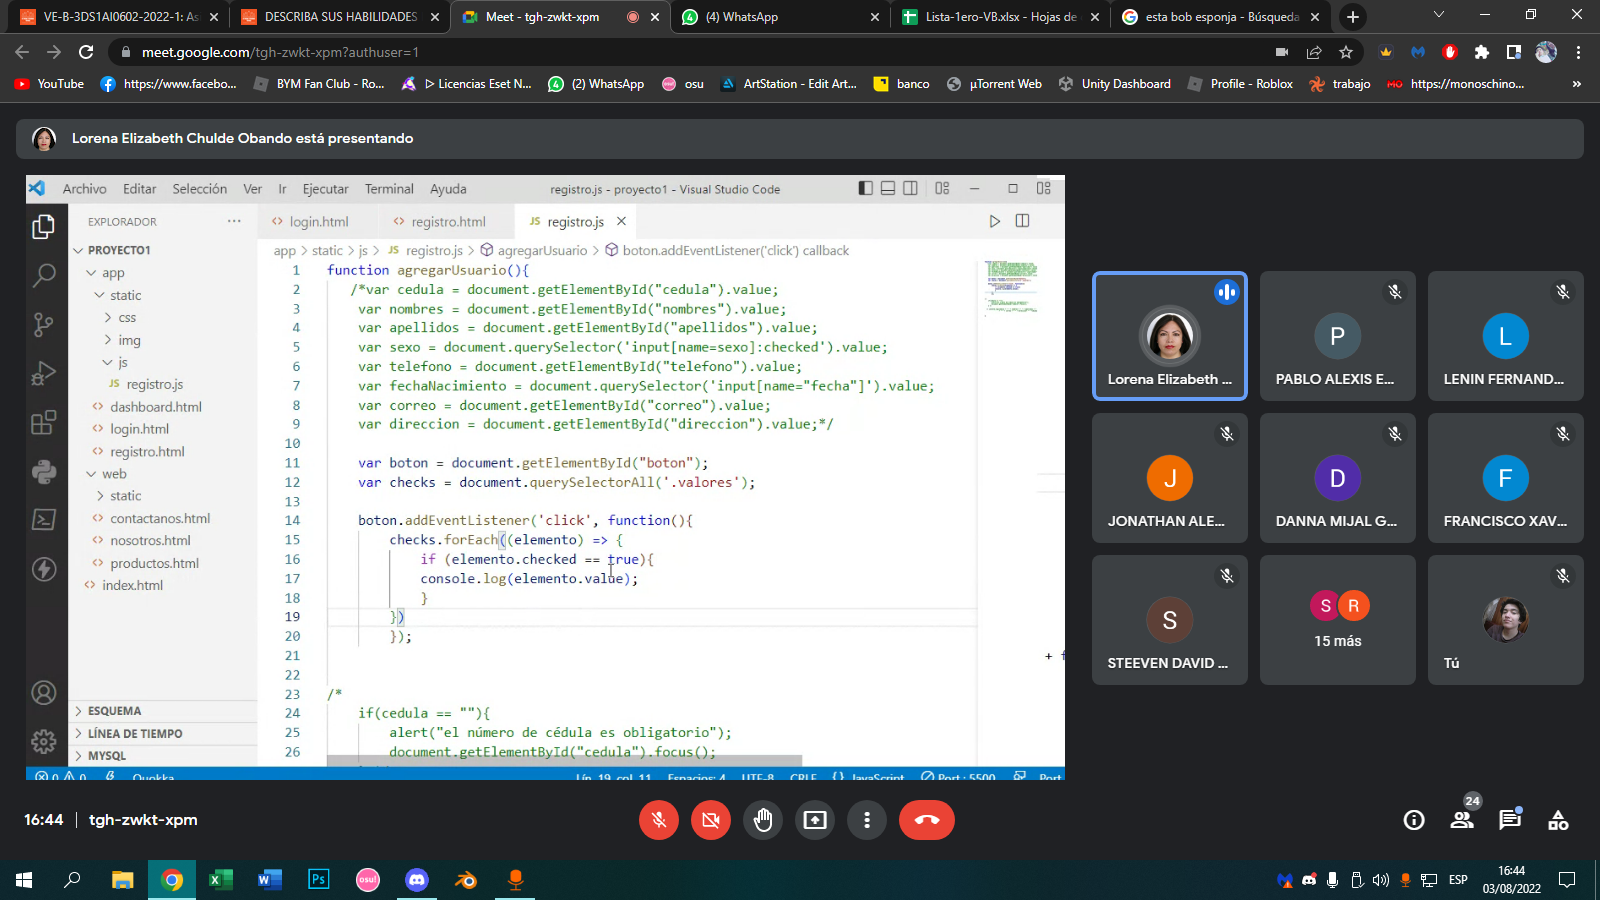 VE-B-3DS1AI0602-2022-1: As
DESCRIBA SUS HABILIDADES
Meet - tgh-zwkt-xpm
(4) WhatsApp
Lista-1ero-VB.xlsx - Hojas de
esta bob esponja - Búsqueda
meet.google.com/tgh-zwkt-xpm?authuser=1
YouTube
https://www.facebo...
BYM Fan Club - Ro...
▷ Licencias Eset N...
(2) WhatsApp
osu
ArtStation - Edit Art...
banco
µTorrent Web
Unity Dashboard
Profile - Roblox
trabajo
https://monoschino...
»
Lorena Elizabeth Chulde Obando está presentando
Archivo Editar Selección Ver Ir Ejecutar Terminal Ayuda
registro.js - proyecto1 - Visual Studio Code
EXPLORADOR ...
login.html
registro.html
JS registro.js
app > static > js > JS registro.js > agregarUsuario > boton.addEventListener('click') callback
PROYECTO1
app
static
css
img
js
JS registro.js
dashboard.html
login.html
registro.html
web
static
contactanos.html
nosotros.html
productos.html
index.html
ESQUEMA
LÍNEA DE TIEMPO
MYSQL
1 function agregarUsuario(){
2 /*var cedula = document.getElementById("cedula").value;
3 var nombres = document.getElementById("nombres").value;
4 var apellidos = document.getElementById("apellidos").value;
5 var sexo = document.querySelector('input[name=sexo]:checked').value;
6 var telefono = document.getElementById("telefono").value;
7 var fechaNacimiento = document.querySelector('input[name="fecha"]').value;
8 var correo = document.getElementById("correo").value;
9 var direccion = document.getElementById("direccion").value;*/
10
11 var boton = document.getElementById("boton");
12 var checks = document.querySelectorAll('.valores');
13
14 boton.addEventListener('click', function(){
15 checks.forEach((elemento) => {
16 if (elemento.checked == true){
17 console.log(elemento.value);
18 }
19 })
20 });
21
22
23 /*
24 if(cedula == ""){
25 alert("el número de cédula es obligatorio");
26 document.getElementById("cedula").focus();
0 0 Quokka
Lín. 19, col. 11 Espacios: 4 UTF-8 CRLF {} JavaScript Port : 5500
Lorena Elizabeth ...
P
PABLO ALEXIS E...
L
LENIN FERNAND...
J
JONATHAN ALE...
D
DANNA MIJAL G...
F
FRANCISCO XAV...
S
STEEVEN DAVID ...
S R
15 más
Tú
16:44 | tgh-zwkt-xpm
24
X
W
Ps
osu!
ESP
16:44
03/08/2022